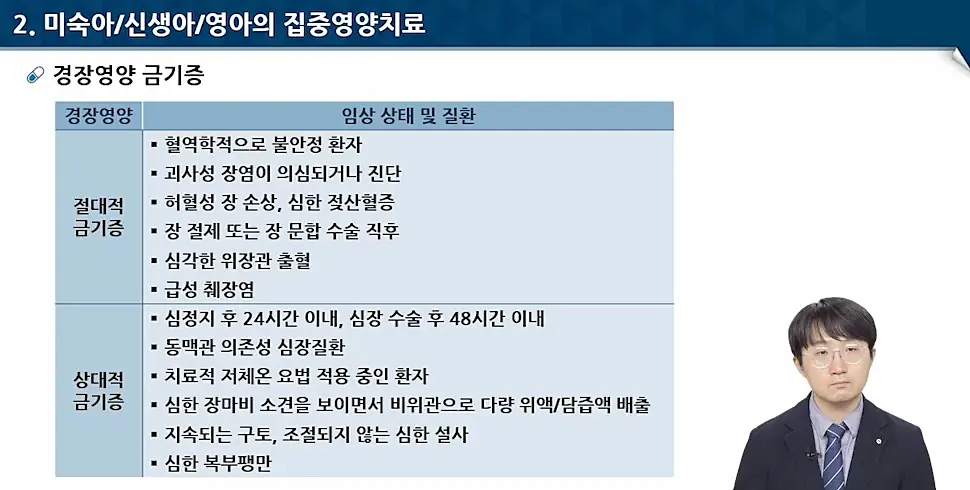 2. 미숙아/신생아/영아의 집중영양치료
경장영양 금기증
경장영양
임상 상태 및 질환
절대적
금기증
▪ 혈역학적으로 불안정 환자
▪ 괴사성 장염이 의심되거나 진단
▪ 허혈성 장 손상, 심한 젖산혈증
▪ 장 절제 또는 장 문합 수술 직후
▪ 심각한 위장관 출혈
▪ 급성 췌장염
상대적
금기증
▪ 심정지 후 24시간 이내, 심장 수술 후 48시간 이내
▪ 동맥관 의존성 심장질환
▪ 치료적 저체온 요법 적용 중인 환자
▪ 심한 장마비 소견을 보이면서 비위관으로 다량 위액/담즙액 배출
▪ 지속되는 구토, 조절되지 않는 심한 설사
▪ 심한 복부팽만